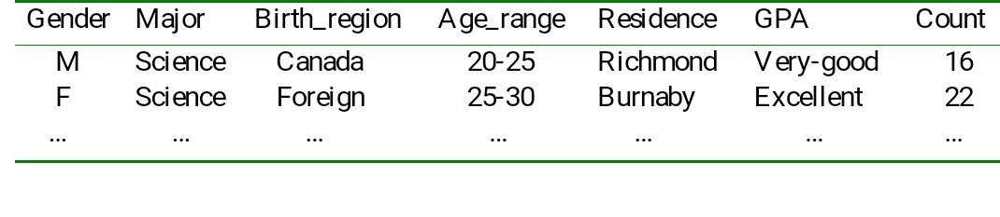 Gender Major Birth_region Age_range Residence GPA Count
M Science Canada 20-25 Richmond Very-good 16
F Science Foreign 25-30 Burnaby Excellent 22
... ... ... ... ... ... ...